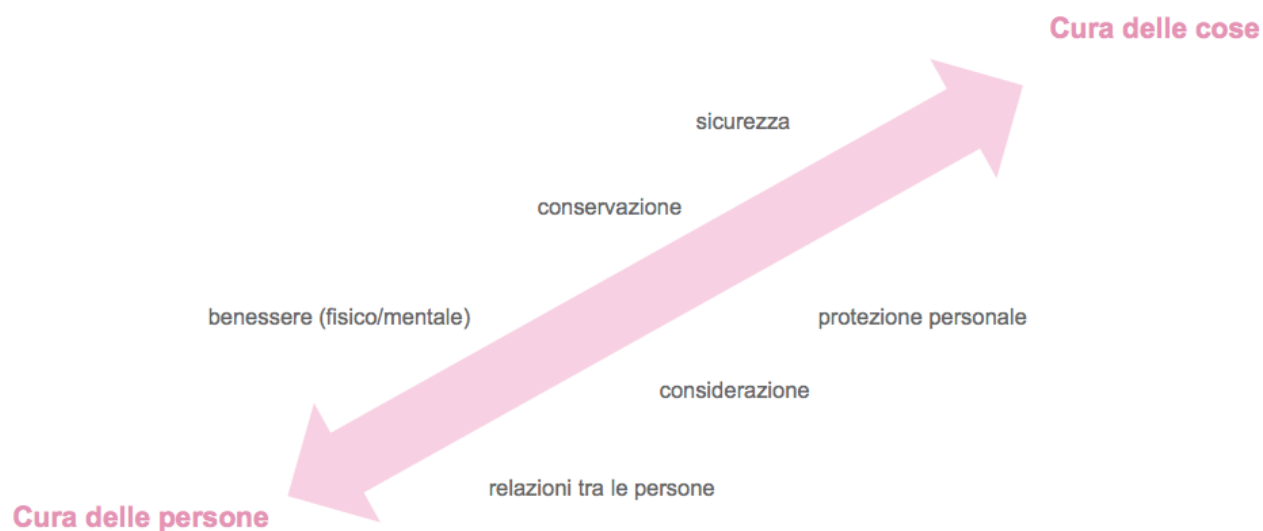 Cura delle cose
sicurezza
conservazione
benessere (fisico/mentale)
protezione personale
considerazione
relazioni tra le persone
Cura delle persone